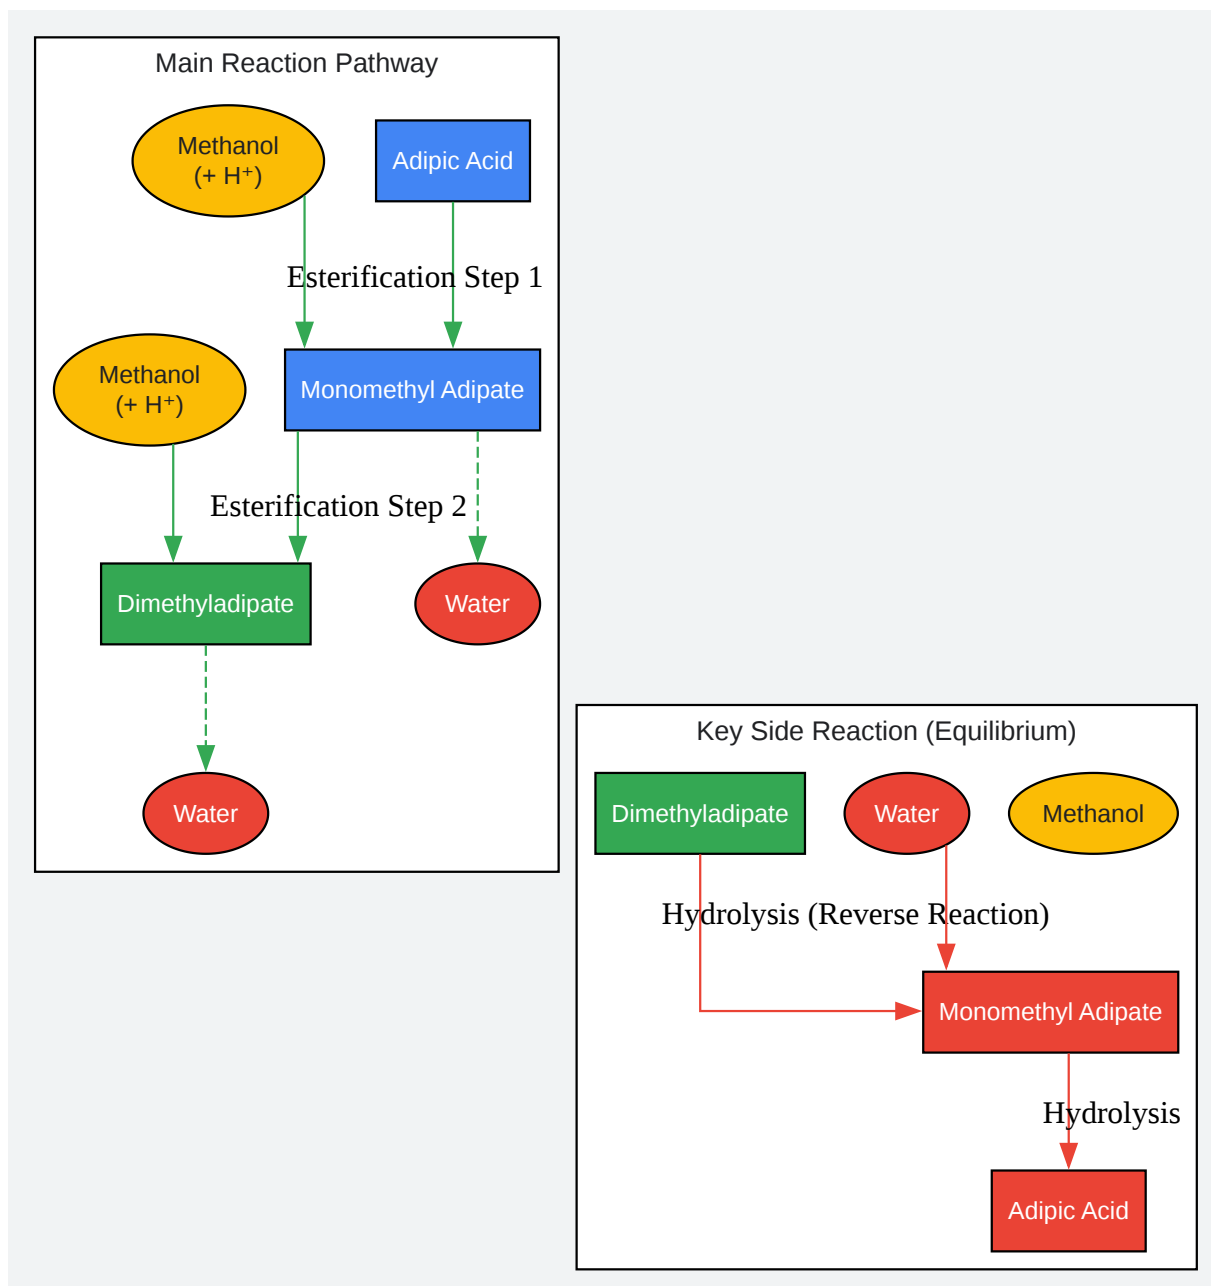 Main Reaction Pathway
Methanol
(+ H⁺)
Adipic Acid
Esterification Step 1
Methanol
(+ H⁺)
Monomethyl Adipate
Esterification Step 2
Dimethyladipate
Water
Water
Key Side Reaction (Equilibrium)
Dimethyladipate
Water
Methanol
Hydrolysis (Reverse Reaction)
Monomethyl Adipate
Hydrolysis
Adipic Acid